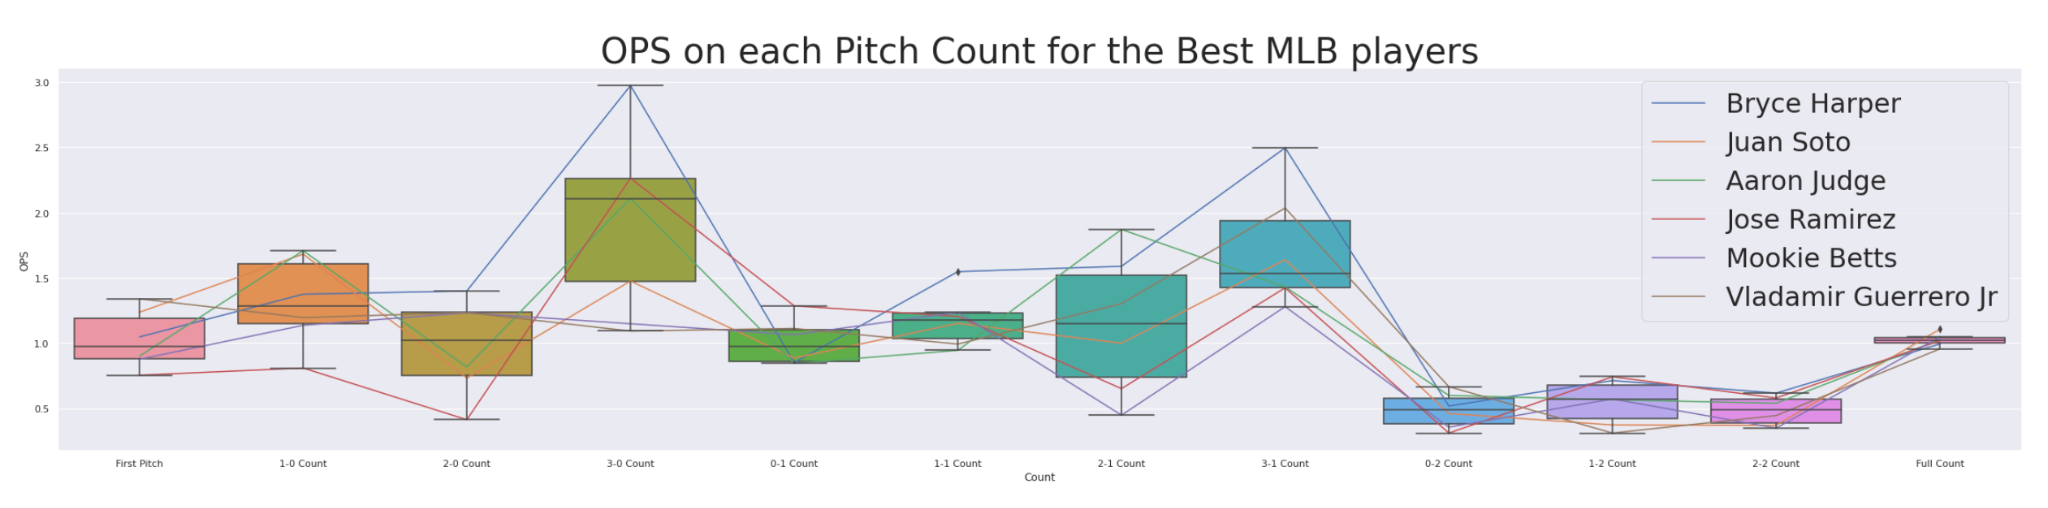 OPS on each Pitch Count for the Best MLB players
3.0
2.5
2.0
1.5
1.0
0.5
OPS
Bryce Harper
Juan Soto
Aaron Judge
Jose Ramirez
Mookie Betts
Vladamir Guerrero Jr
First Pitch
1-0 Count
2-0 Count
3-0 Count
0-1 Count
1-1 Count
2-1 Count
3-1 Count
0-2 Count
1-2 Count
2-2 Count
Full Count
Count